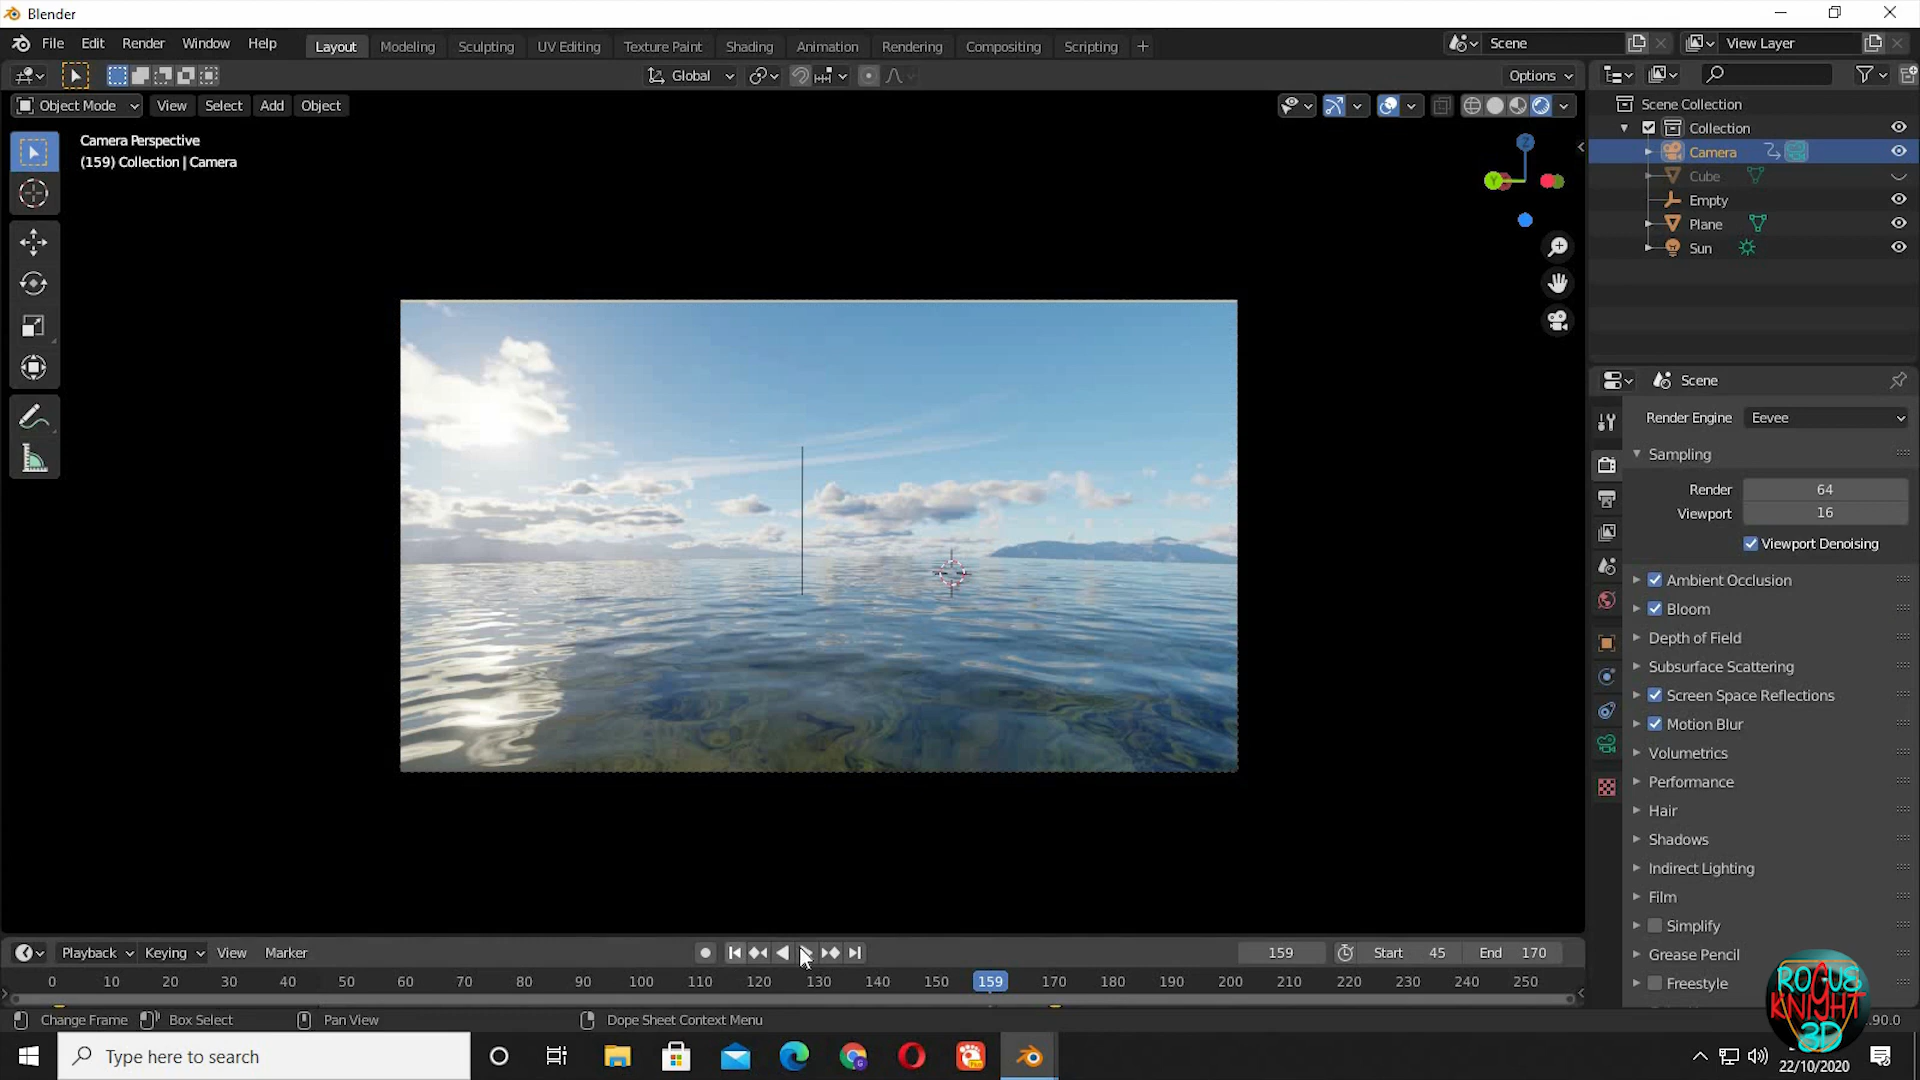 Blender
File Edit Render Window Help Layout Modeling Sculpting UV Editing Texture Paint Shading Animation Rendering Compositing Scripting Scene View Layer
Global Options
Object Mode View Select Add Object
Camera Perspective
(159) Collection | Camera
Z
Y
Scene Collection
Collection
Camera
Cube
Empty
Plane
Sun
Scene
Render Engine Eevee
Sampling
Render 64
Viewport 16
Viewport Denoising
Ambient Occlusion
Bloom
Depth of Field
Subsurface Scattering
Screen Space Reflections
Motion Blur
Volumetrics
Performance
Hair
Shadows
Indirect Lighting
Film
Simplify
Grease Pencil
Freestyle
Playback Keying View Marker 159 Start 45 End 170
0 10 20 30 40 50 60 70 80 90 100 110 120 130 140 150 159 170 180 190 200 210 220 230 240 250
Change Frame Box Select Pan View Dope Sheet Context Menu .90.0
ROGUE
KNIGHT
3D
Type here to search
22/10/2020